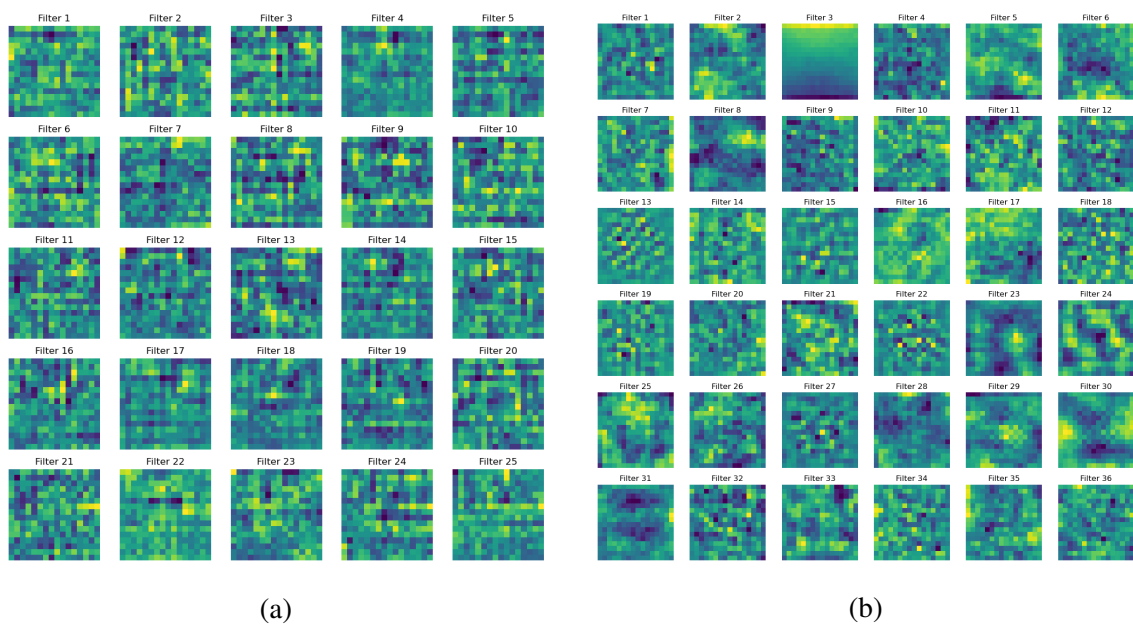 Filter 1 Filter 2 Filter 3 Filter 4 Filter 5
Filter 6 Filter 7 Filter 8 Filter 9 Filter 10
Filter 11 Filter 12 Filter 13 Filter 14 Filter 15
Filter 16 Filter 17 Filter 18 Filter 19 Filter 20
Filter 21 Filter 22 Filter 23 Filter 24 Filter 25
(a)
Filter 1 Filter 2 Filter 3 Filter 4 Filter 5 Filter 6
Filter 7 Filter 8 Filter 9 Filter 10 Filter 11 Filter 12
Filter 13 Filter 14 Filter 15 Filter 16 Filter 17 Filter 18
Filter 19 Filter 20 Filter 21 Filter 22 Filter 23 Filter 24
Filter 25 Filter 26 Filter 27 Filter 28 Filter 29 Filter 30
Filter 31 Filter 32 Filter 33 Filter 34 Filter 35 Filter 36
(b)